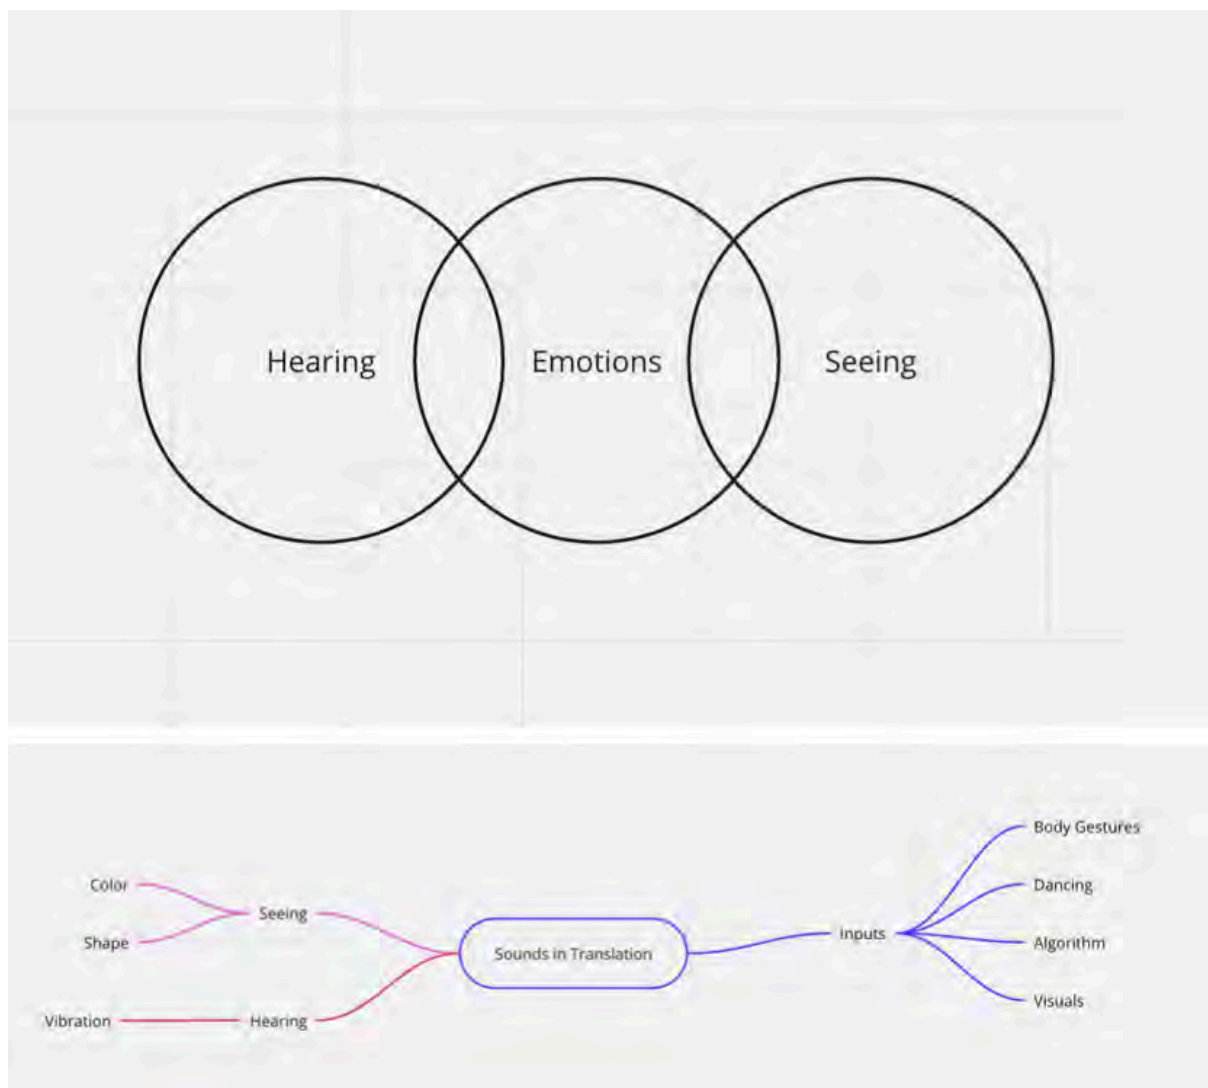 Hearing
Emotions
Seeing
Color
Shape
Seeing
Vibration
Hearing
Sounds in Translation
Inputs
Body Gestures
Dancing
Algorithm
Visuals